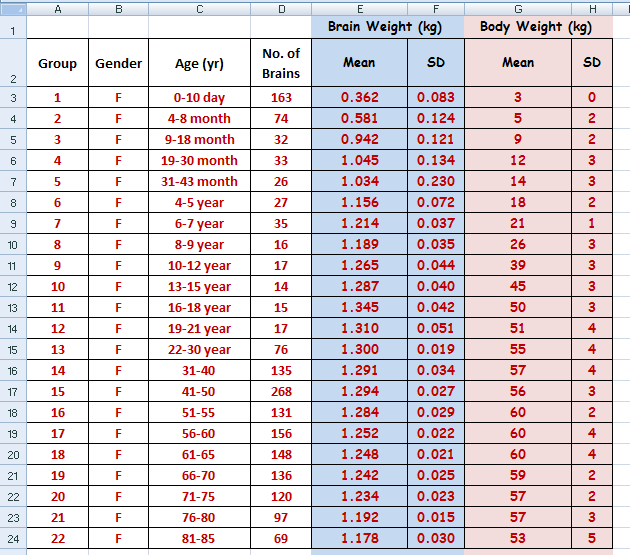 A B C D E F G H
1 Brain Weight (kg) Body Weight (kg)
2 Group Gender Age (yr) No. of Brains Mean SD Mean SD
3 1 F 0-10 day 163 0.362 0.083 3 0
4 2 F 4-8 month 74 0.581 0.124 5 2
5 3 F 9-18 month 32 0.942 0.121 9 2
6 4 F 19-30 month 33 1.045 0.134 12 3
7 5 F 31-43 month 26 1.034 0.230 14 3
8 6 F 4-5 year 27 1.156 0.072 18 2
9 7 F 6-7 year 35 1.214 0.037 21 1
10 8 F 8-9 year 16 1.189 0.035 26 3
11 9 F 10-12 year 17 1.265 0.044 39 3
12 10 F 13-15 year 14 1.287 0.040 45 3
13 11 F 16-18 year 15 1.345 0.042 50 3
14 12 F 19-21 year 17 1.310 0.051 51 4
15 13 F 22-30 year 76 1.300 0.019 55 4
16 14 F 31-40 135 1.291 0.034 57 4
17 15 F 41-50 268 1.294 0.027 56 3
18 16 F 51-55 131 1.284 0.029 60 2
19 17 F 56-60 156 1.252 0.022 60 4
20 18 F 61-65 148 1.248 0.021 60 4
21 19 F 66-70 136 1.242 0.025 59 2
22 20 F 71-75 120 1.234 0.023 57 2
23 21 F 76-80 97 1.192 0.015 57 3
24 22 F 81-85 69 1.178 0.030 53 5